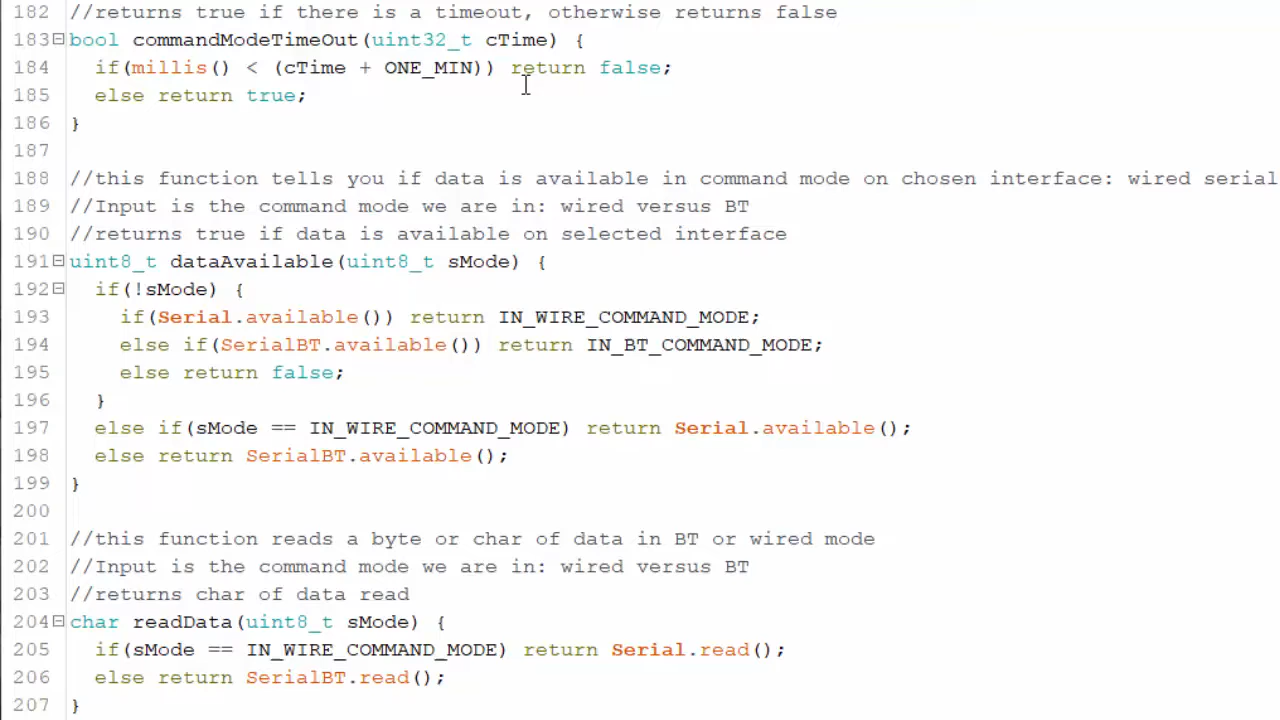 182 //returns true if there is a timeout, otherwise returns false
183 bool commandModeTimeOut(uint32_t cTime) {
184   if(millis() < (cTime + ONE_MIN)) return false;
185   else return true;
186 }
187
188 //this function tells you if data is available in command mode on chosen interface: wired serial
189 //Input is the command mode we are in: wired versus BT
190 //returns true if data is available on selected interface
191 uint8_t dataAvailable(uint8_t sMode) {
192   if(!sMode) {
193     if(Serial.available()) return IN_WIRE_COMMAND_MODE;
194     else if(SerialBT.available()) return IN_BT_COMMAND_MODE;
195     else return false;
196   }
197   else if(sMode == IN_WIRE_COMMAND_MODE) return Serial.available();
198   else return SerialBT.available();
199 }
200
201 //this function reads a byte or char of data in BT or wired mode
202 //Input is the command mode we are in: wired versus BT
203 //returns char of data read
204 char readData(uint8_t sMode) {
205   if(sMode == IN_WIRE_COMMAND_MODE) return Serial.read();
206   else return SerialBT.read();
207 }